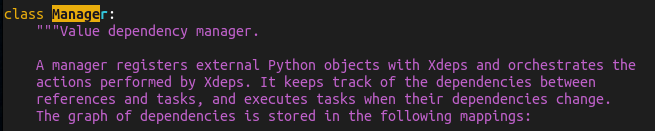 class Manager:
"""Value dependency manager.
A manager registers external Python objects with Xdeps and orchestrates the
actions performed by Xdeps. It keeps track of the dependencies between
references and tasks, and executes tasks when their dependencies change.
The graph of dependencies is stored in the following mappings: